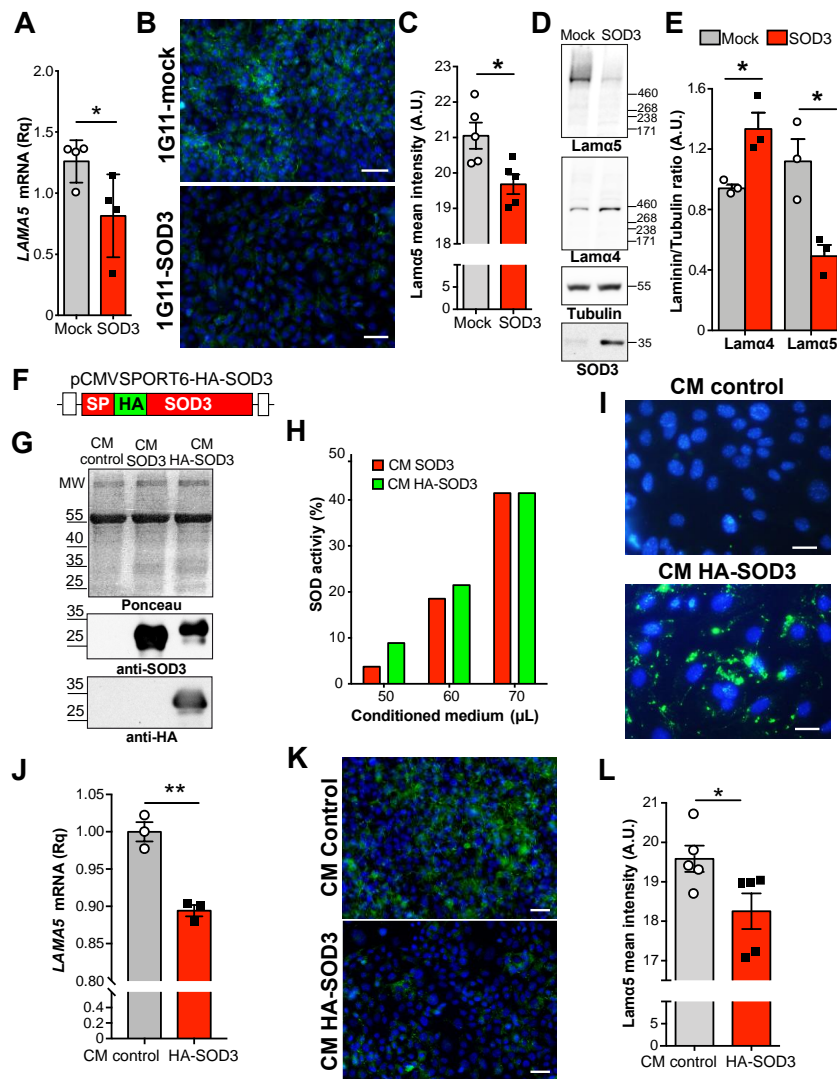 A
LAMA5 mRNA (Rq)
2.0
1.5
1.0
0.5
0
*
Mock SOD3
B
1G11-mock
1G11-SOD3
C
Lamα5 mean intensity (A.U.)
23
22
21
20
19
5
0
*
Mock SOD3
D
Mock SOD3
460
268
238
171
Lamα5
460
268
238
171
Lamα4
55
Tubulin
35
SOD3
E
Mock SOD3
Laminin/Tubulin ratio (A.U.)
1.6
1.2
0.8
0.4
0
*
*
Lamα4 Lamα5
F
pCMVSPORT6-HA-SOD3
SP HA SOD3
G
CM control
CM SOD3
CM HA-SOD3
MW
55
40
35
25
Ponceau
35
25
anti-SOD3
35
25
anti-HA
H
CM SOD3
CM HA-SOD3
SOD activiy (%)
40
30
20
10
0
50 60 70
Conditioned medium (µL)
I
CM control
CM HA-SOD3
J
LAMA5 mRNA (Rq)
1.05
1.00
0.95
0.90
0.85
0.80
0.4
0.2
0
**
CM control HA-SOD3
K
CM Control
CM HA-SOD3
L
Lamα5 mean intensity (A.U.)
21
20
19
18
17
5
0
*
CM control HA-SOD3